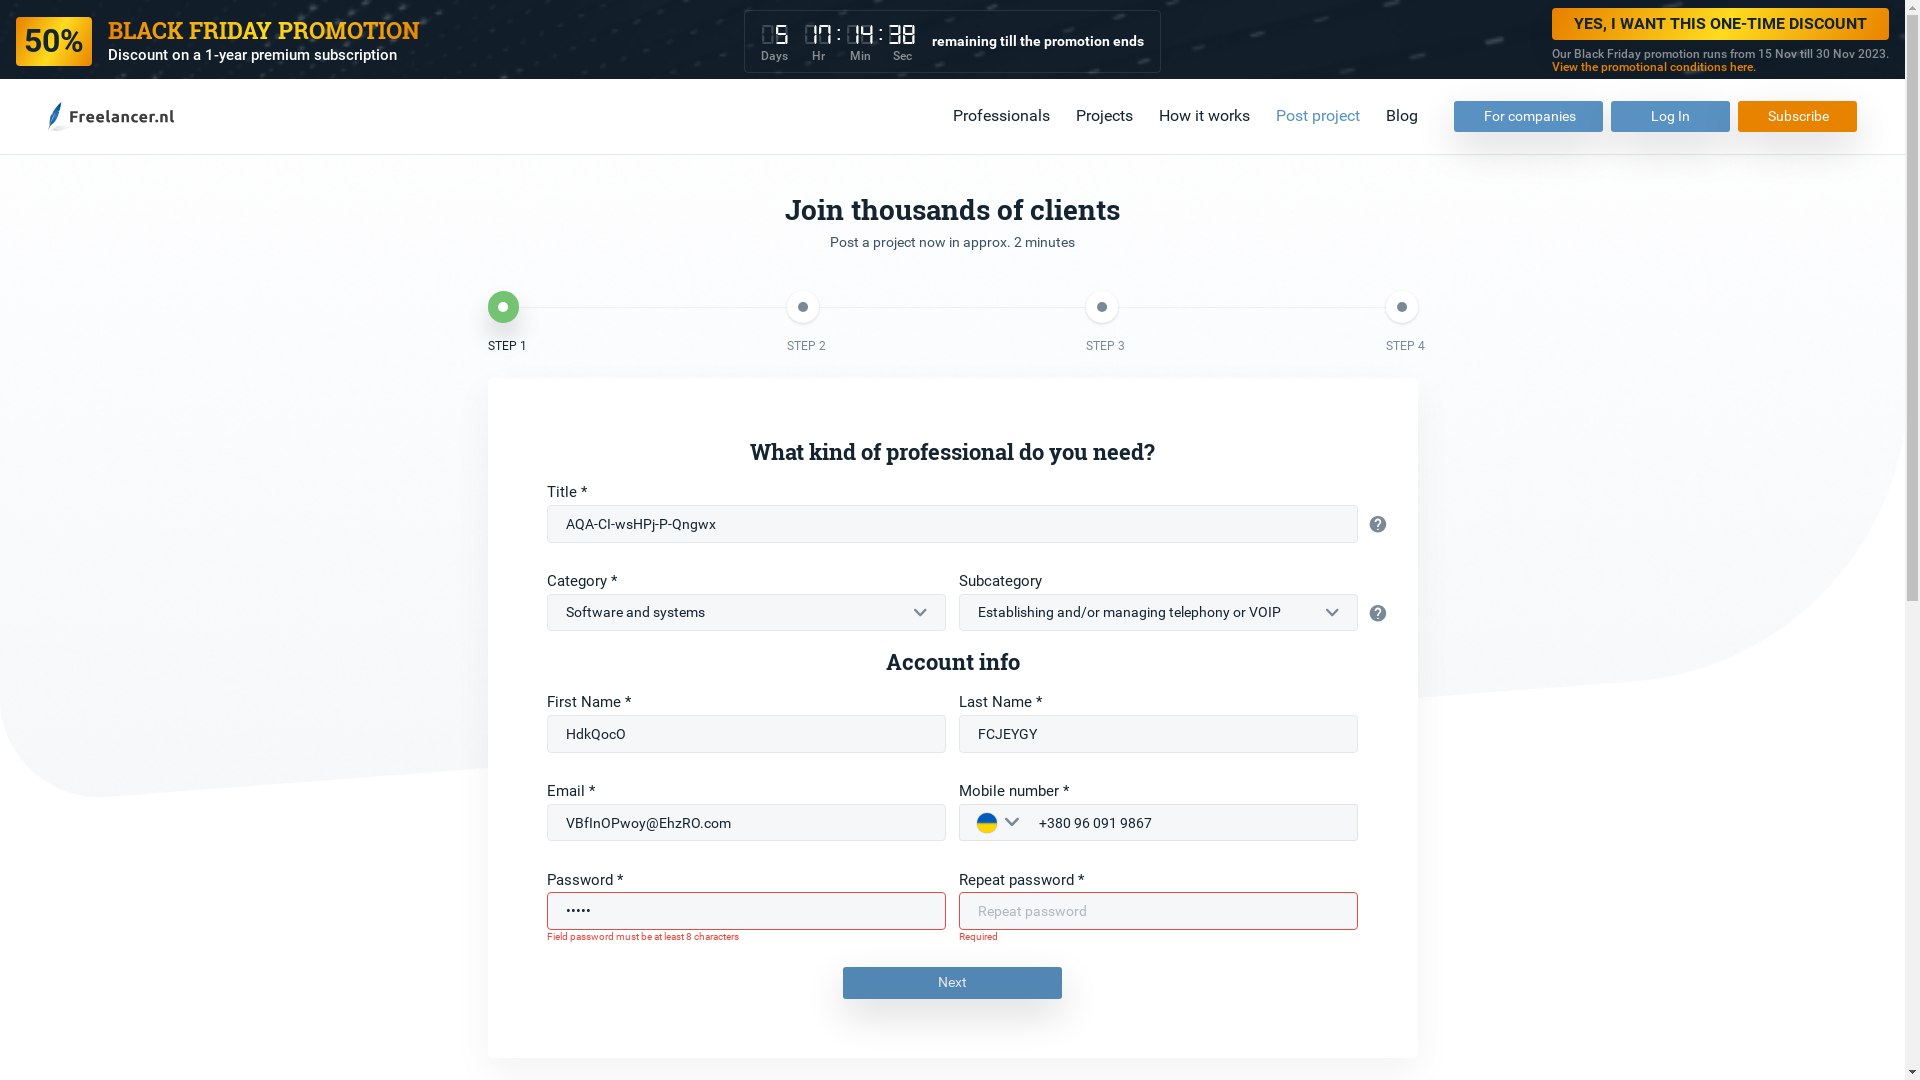 50%
BLACK FRIDAY PROMOTION
Discount on a 1-year premium subscription
5 17 : 14 : 38
Days Hr Min Sec
remaining till the promotion ends
YES, I WANT THIS ONE-TIME DISCOUNT
Our Black Friday promotion runs from 15 Nov till 30 Nov 2023.
View the promotional conditions here.
Freelancer.nl
Professionals Projects How it works Post project Blog For companies Log In Subscribe
Join thousands of clients
Post a project now in approx. 2 minutes
STEP 1 STEP 2 STEP 3 STEP 4
What kind of professional do you need?
Title *
AQA-CI-wsHPj-P-Qngwx
?
Category * Subcategory
Software and systems Establishing and/or managing telephony or VOIP ?
Account info
First Name * Last Name *
HdkQocO FCJEYGY
Email * Mobile number *
VBfInOPwoy@EhzRO.com +380 96 091 9867
Password * Repeat password *
••••• Repeat password
Field password must be at least 8 characters Required
Next